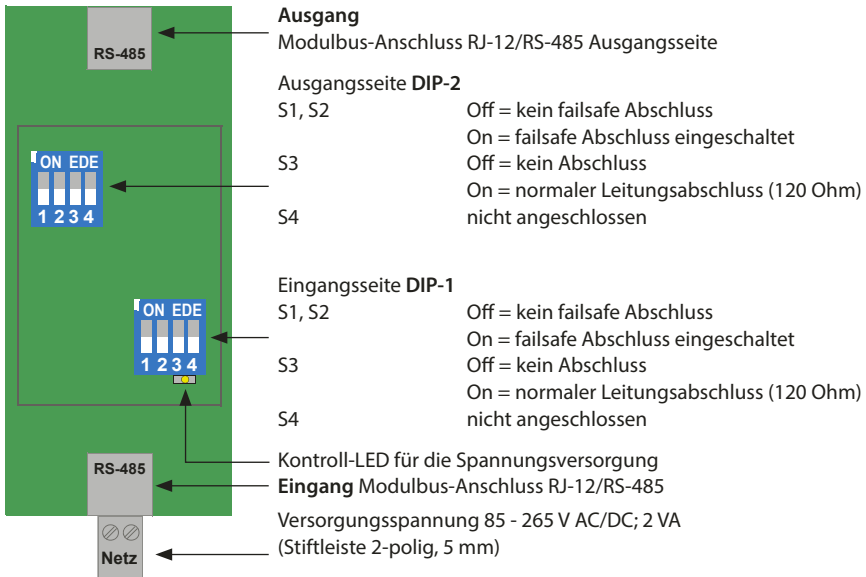 RS-485
Ausgang
Modulbus-Anschluss RJ-12/RS-485 Ausgangsseite
Ausgangsseite DIP-2
S1, S2 Off = kein failsafe Abschluss
On = failsafe Abschluss eingeschaltet
S3 Off = kein Abschluss
On = normaler Leitungsabschluss (120 Ohm)
S4 nicht angeschlossen
ON EDE
1 2 3 4
Eingangsseite DIP-1
S1, S2 Off = kein failsafe Abschluss
On = failsafe Abschluss eingeschaltet
S3 Off = kein Abschluss
On = normaler Leitungsabschluss (120 Ohm)
S4 nicht angeschlossen
ON EDE
1 2 3 4
Kontroll-LED für die Spannungsversorgung
RS-485
Eingang Modulbus-Anschluss RJ-12/RS-485
Versorgungsspannung 85 - 265 V AC/DC; 2 VA
(Stiftleiste 2-polig, 5 mm)
Netz